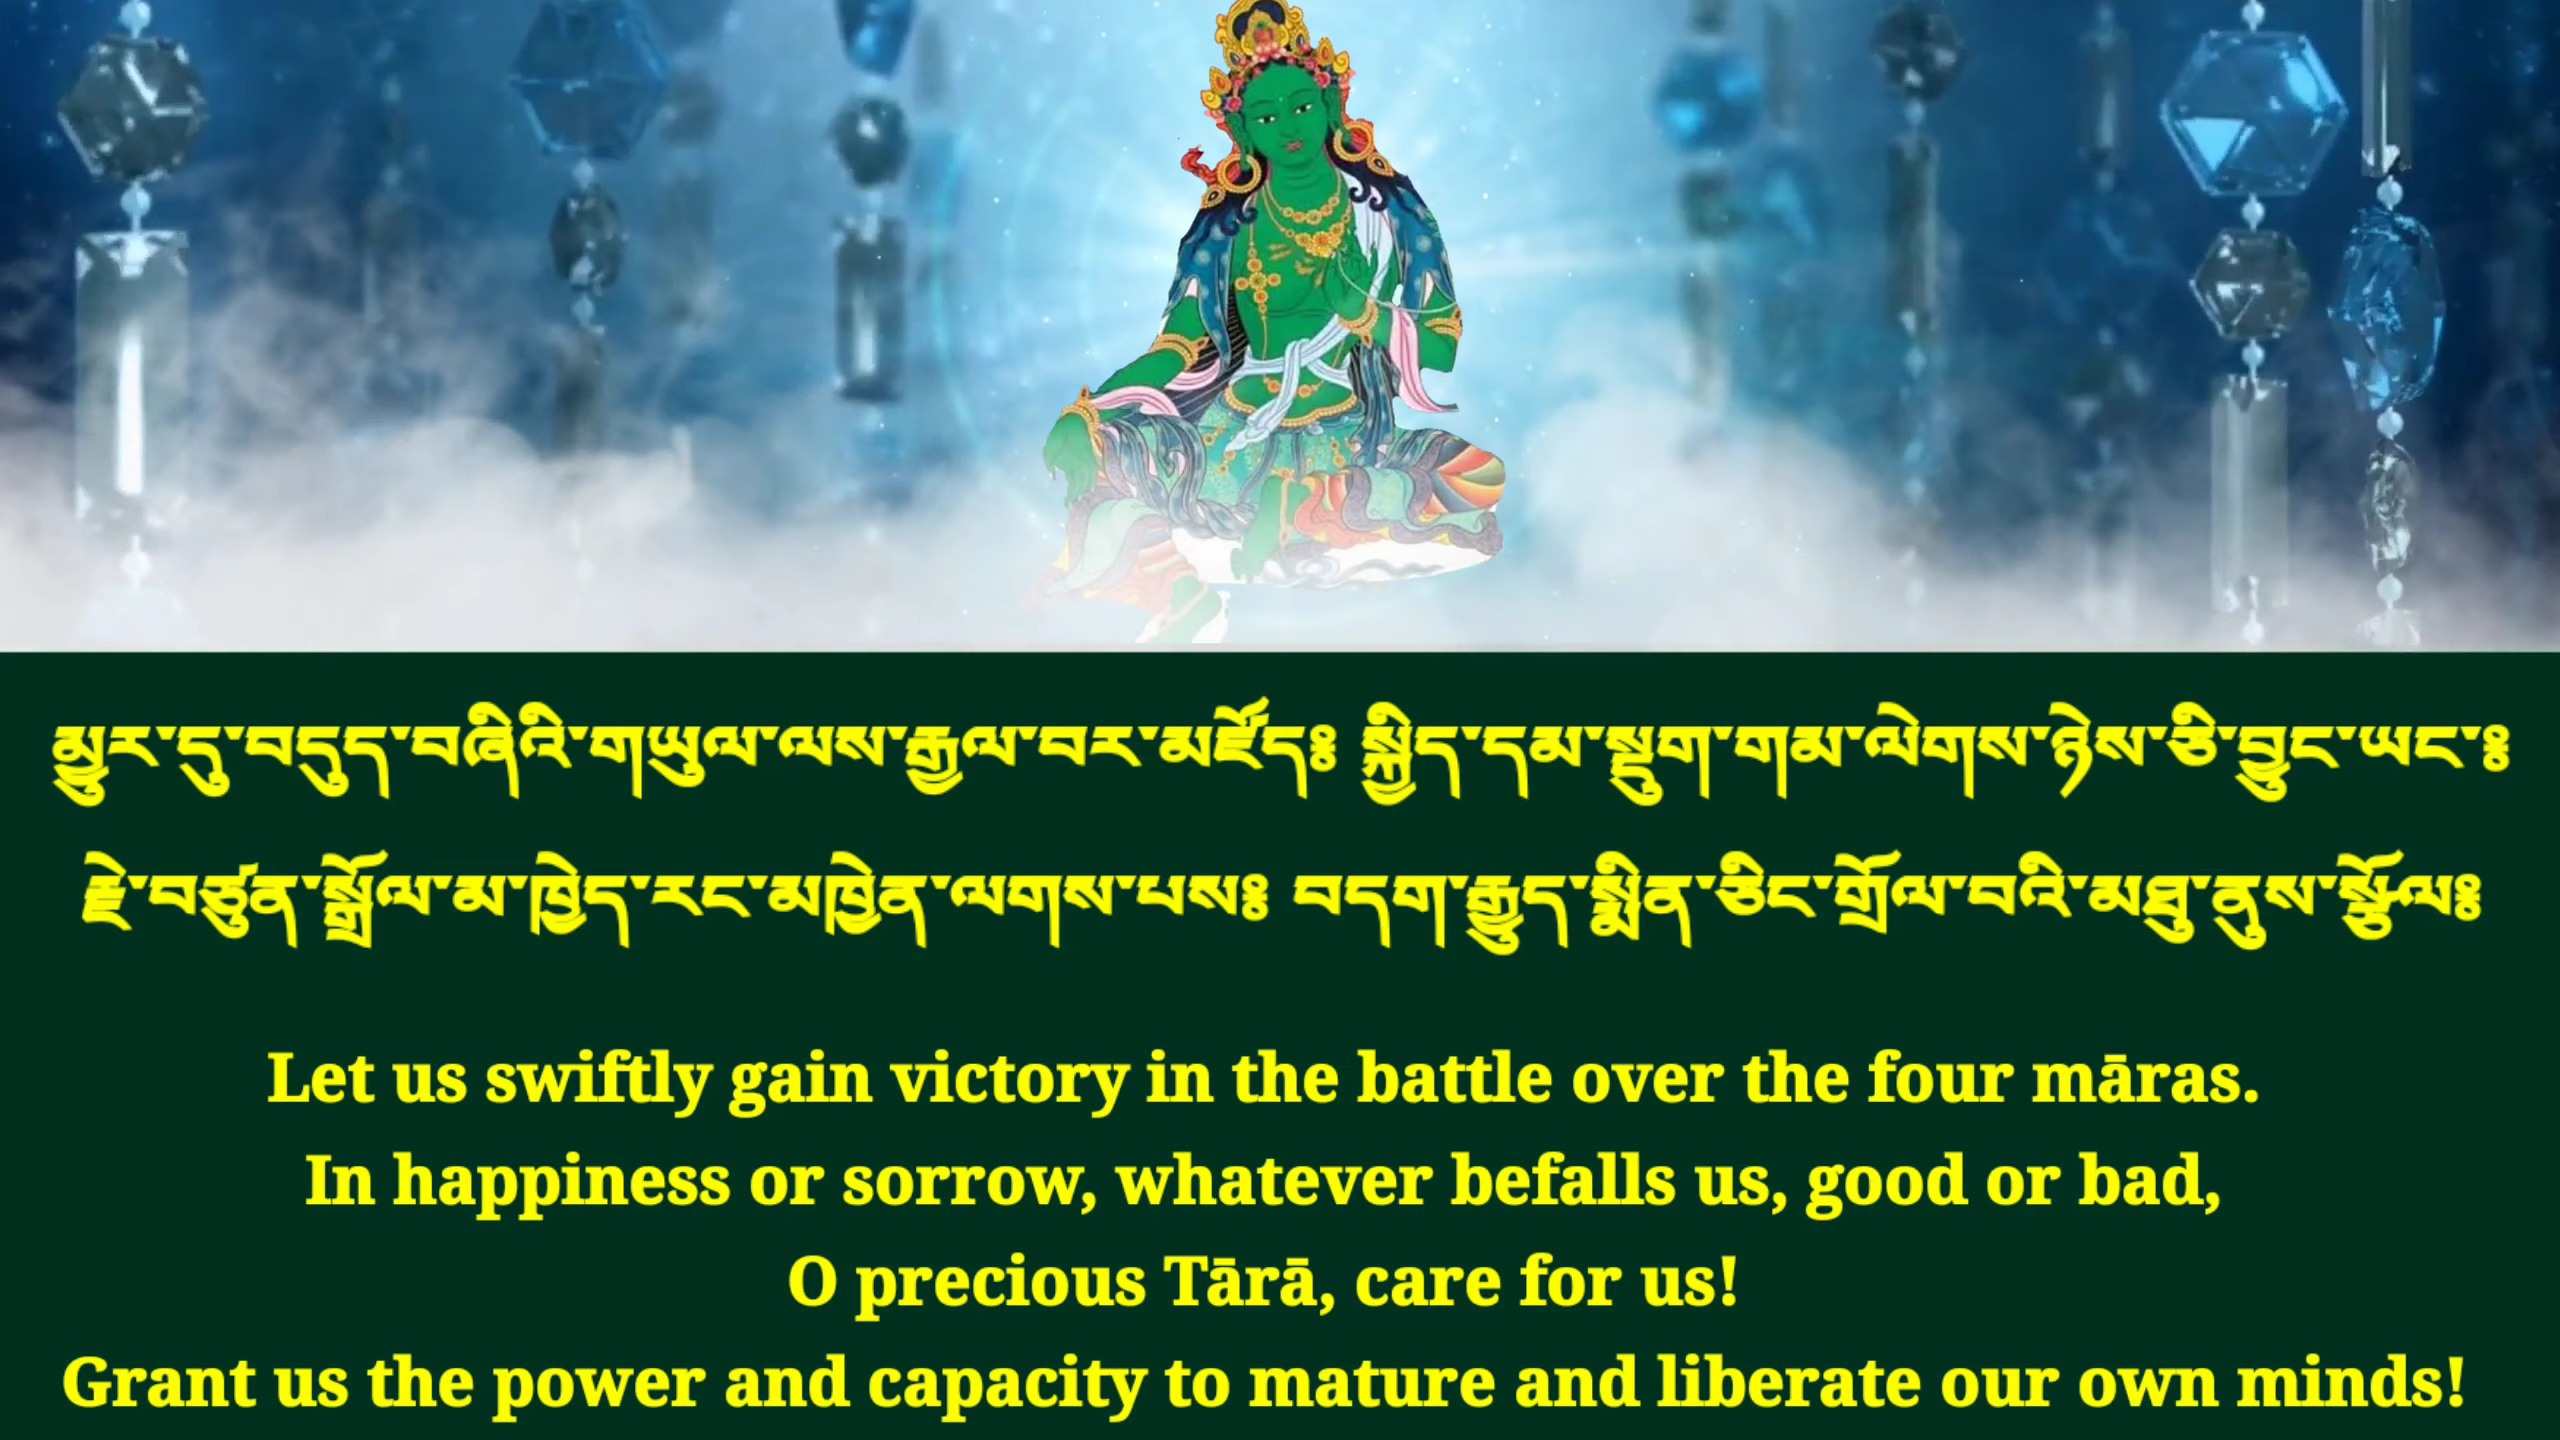 མྱུར་དུ་བདུད་བཞིའི་གཡུལ་ལས་རྒྱལ་བར་མཛོད༔ སྐྱིད་དམ་སྡུག་གམ་ལེགས་ཉེས་ཅི་བྱུང་ཡང་༔
རྗེ་བཙུན་སྒྲོལ་མ་ཁྱེད་རང་མཁྱེན་ལགས་པས༔ བདག་རྒྱུད་སྨིན་ཅིང་གྲོལ་བའི་མཐུ་ནུས་སྩོལ༔
Let us swiftly gain victory in the battle over the four māras.
In happiness or sorrow, whatever befalls us, good or bad,
O precious Tārā, care for us!
Grant us the power and capacity to mature and liberate our own minds!